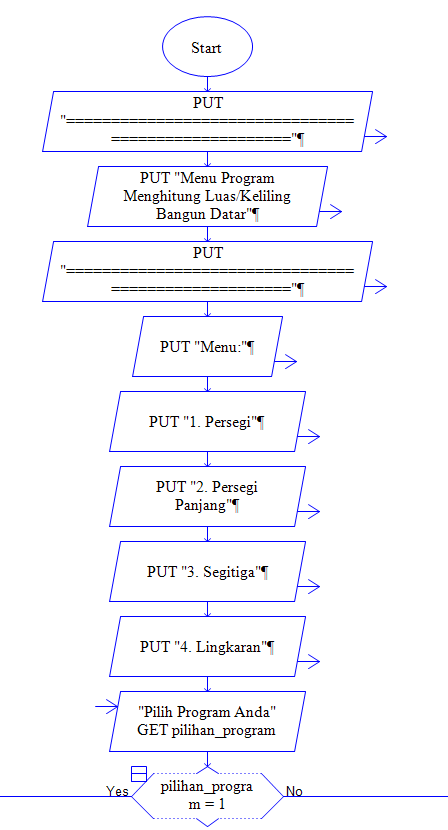 Start
PUT
"================================
====================="¶
PUT "Menu Program
Menghitung Luas/Keliling
Bangun Datar"¶
PUT
"================================
====================="¶
PUT "Menu:"¶
PUT "1. Persegi"¶
PUT "2. Persegi
Panjang"¶
PUT "3. Segitiga"¶
PUT "4. Lingkaran"¶
"Pilih Program Anda"
GET pilihan_program
Yes
pilihan_progra
m = 1
No